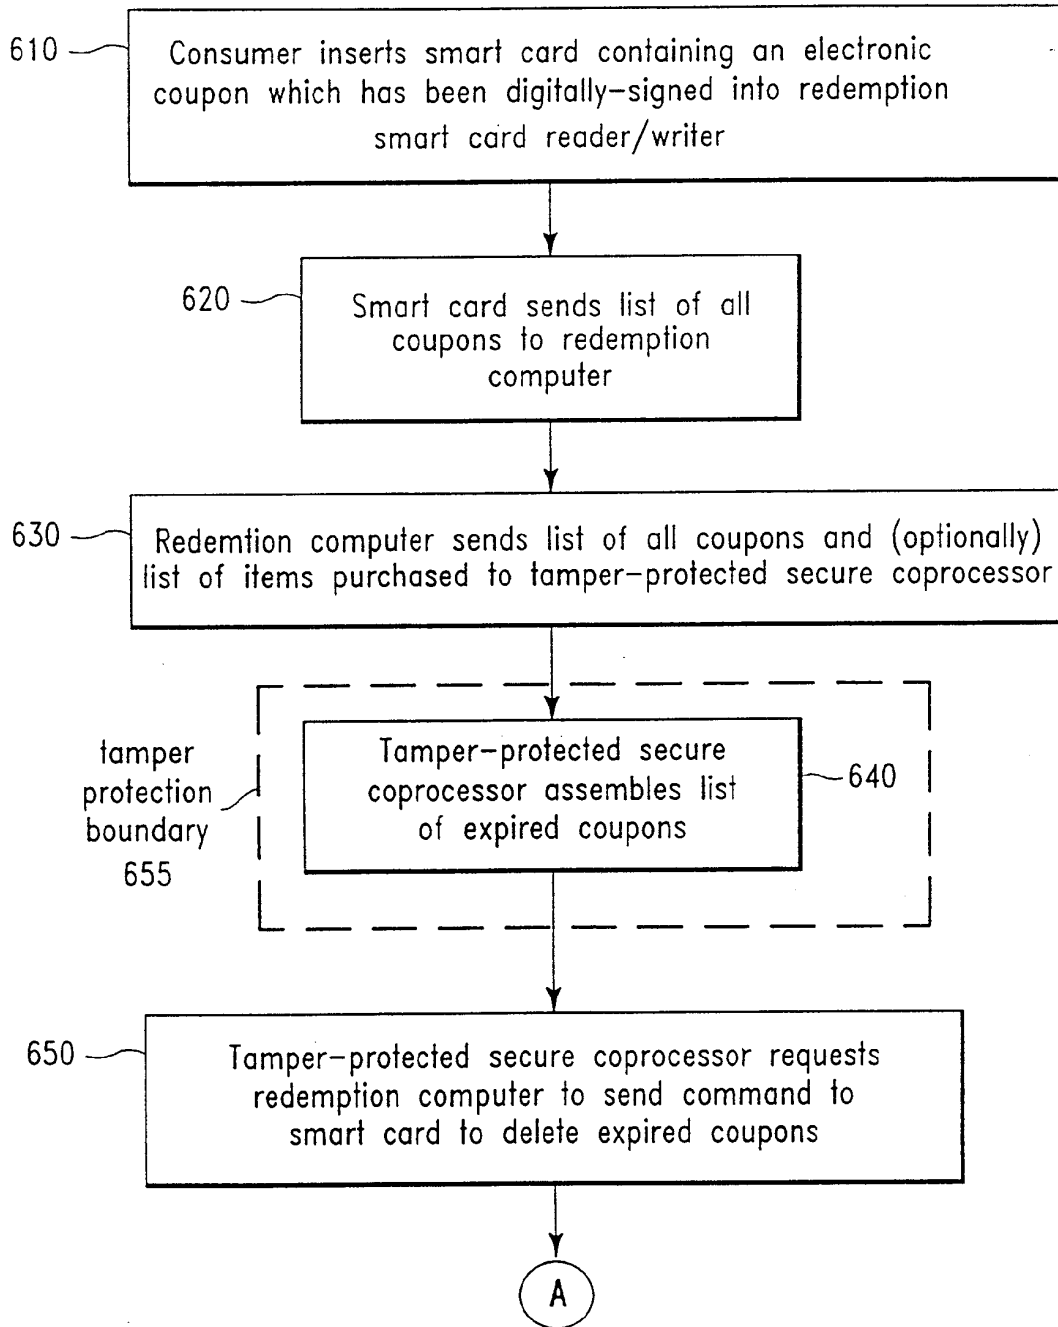 610
Consumer inserts smart card containing an electronic
coupon which has been digitally-signed into redemption
smart card reader/writer
620
Smart card sends list of all
coupons to redemption
computer
630
Redemtion computer sends list of all coupons and (optionally)
list of items purchased to tamper-protected secure coprocessor
tamper
protection
boundary
655
Tamper-protected secure
coprocessor assembles list
of expired coupons
640
650
Tamper-protected secure coprocessor requests
redemption computer to send command to
smart card to delete expired coupons
A